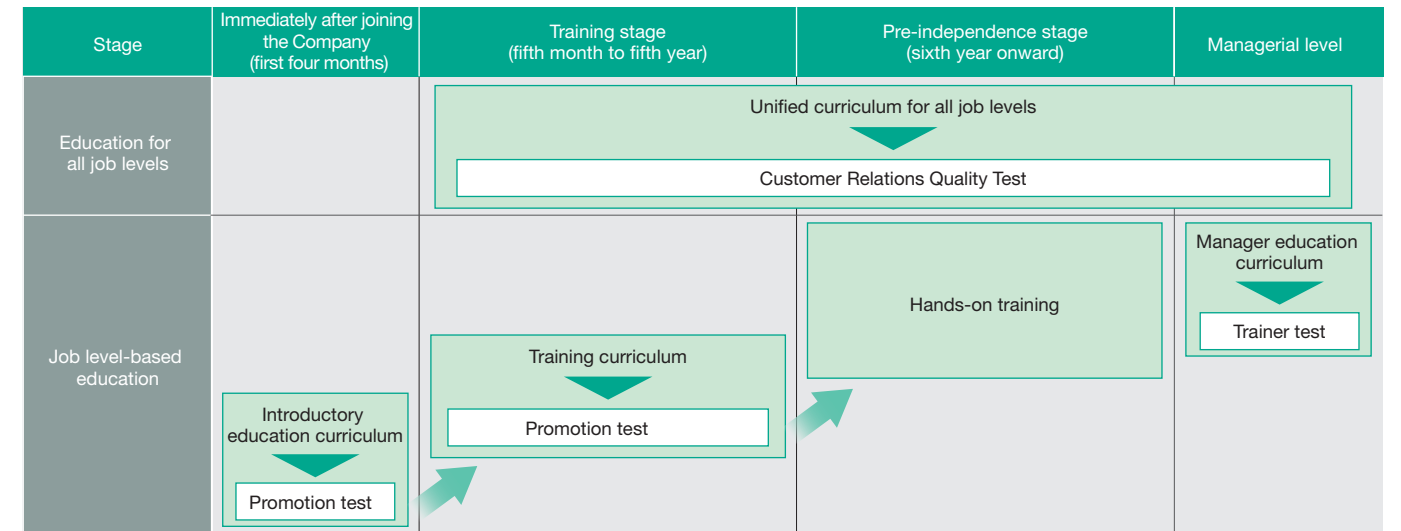 Stage
Immediately after joining
the Company
(first four months)
Training stage
(fifth month to fifth year)
Pre-independence stage
(sixth year onward)
Managerial level
Education for
all job levels
Unified curriculum for all job levels
Customer Relations Quality Test
Job level-based
education
Introductory
education curriculum
Promotion test
Training curriculum
Promotion test
Hands-on training
Manager education
curriculum
Trainer test